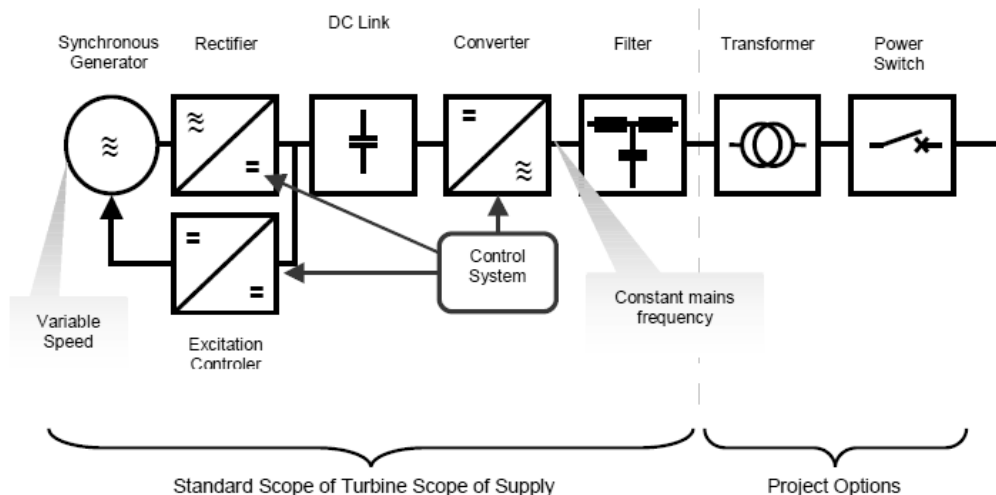 DC Link
Synchronous
Generator
Rectifier
Converter
Filter
Transformer
Power
Switch
Control
System
Constant mains
frequency
Variable
Speed
Excitation
Controler
Standard Scope of Turbine Scope of Supply
Project Options